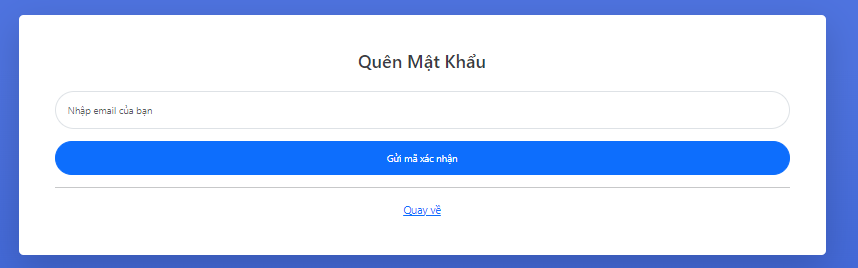 Quên Mật Khẩu
Nhập email của bạn
Gửi mã xác nhận
Quay về